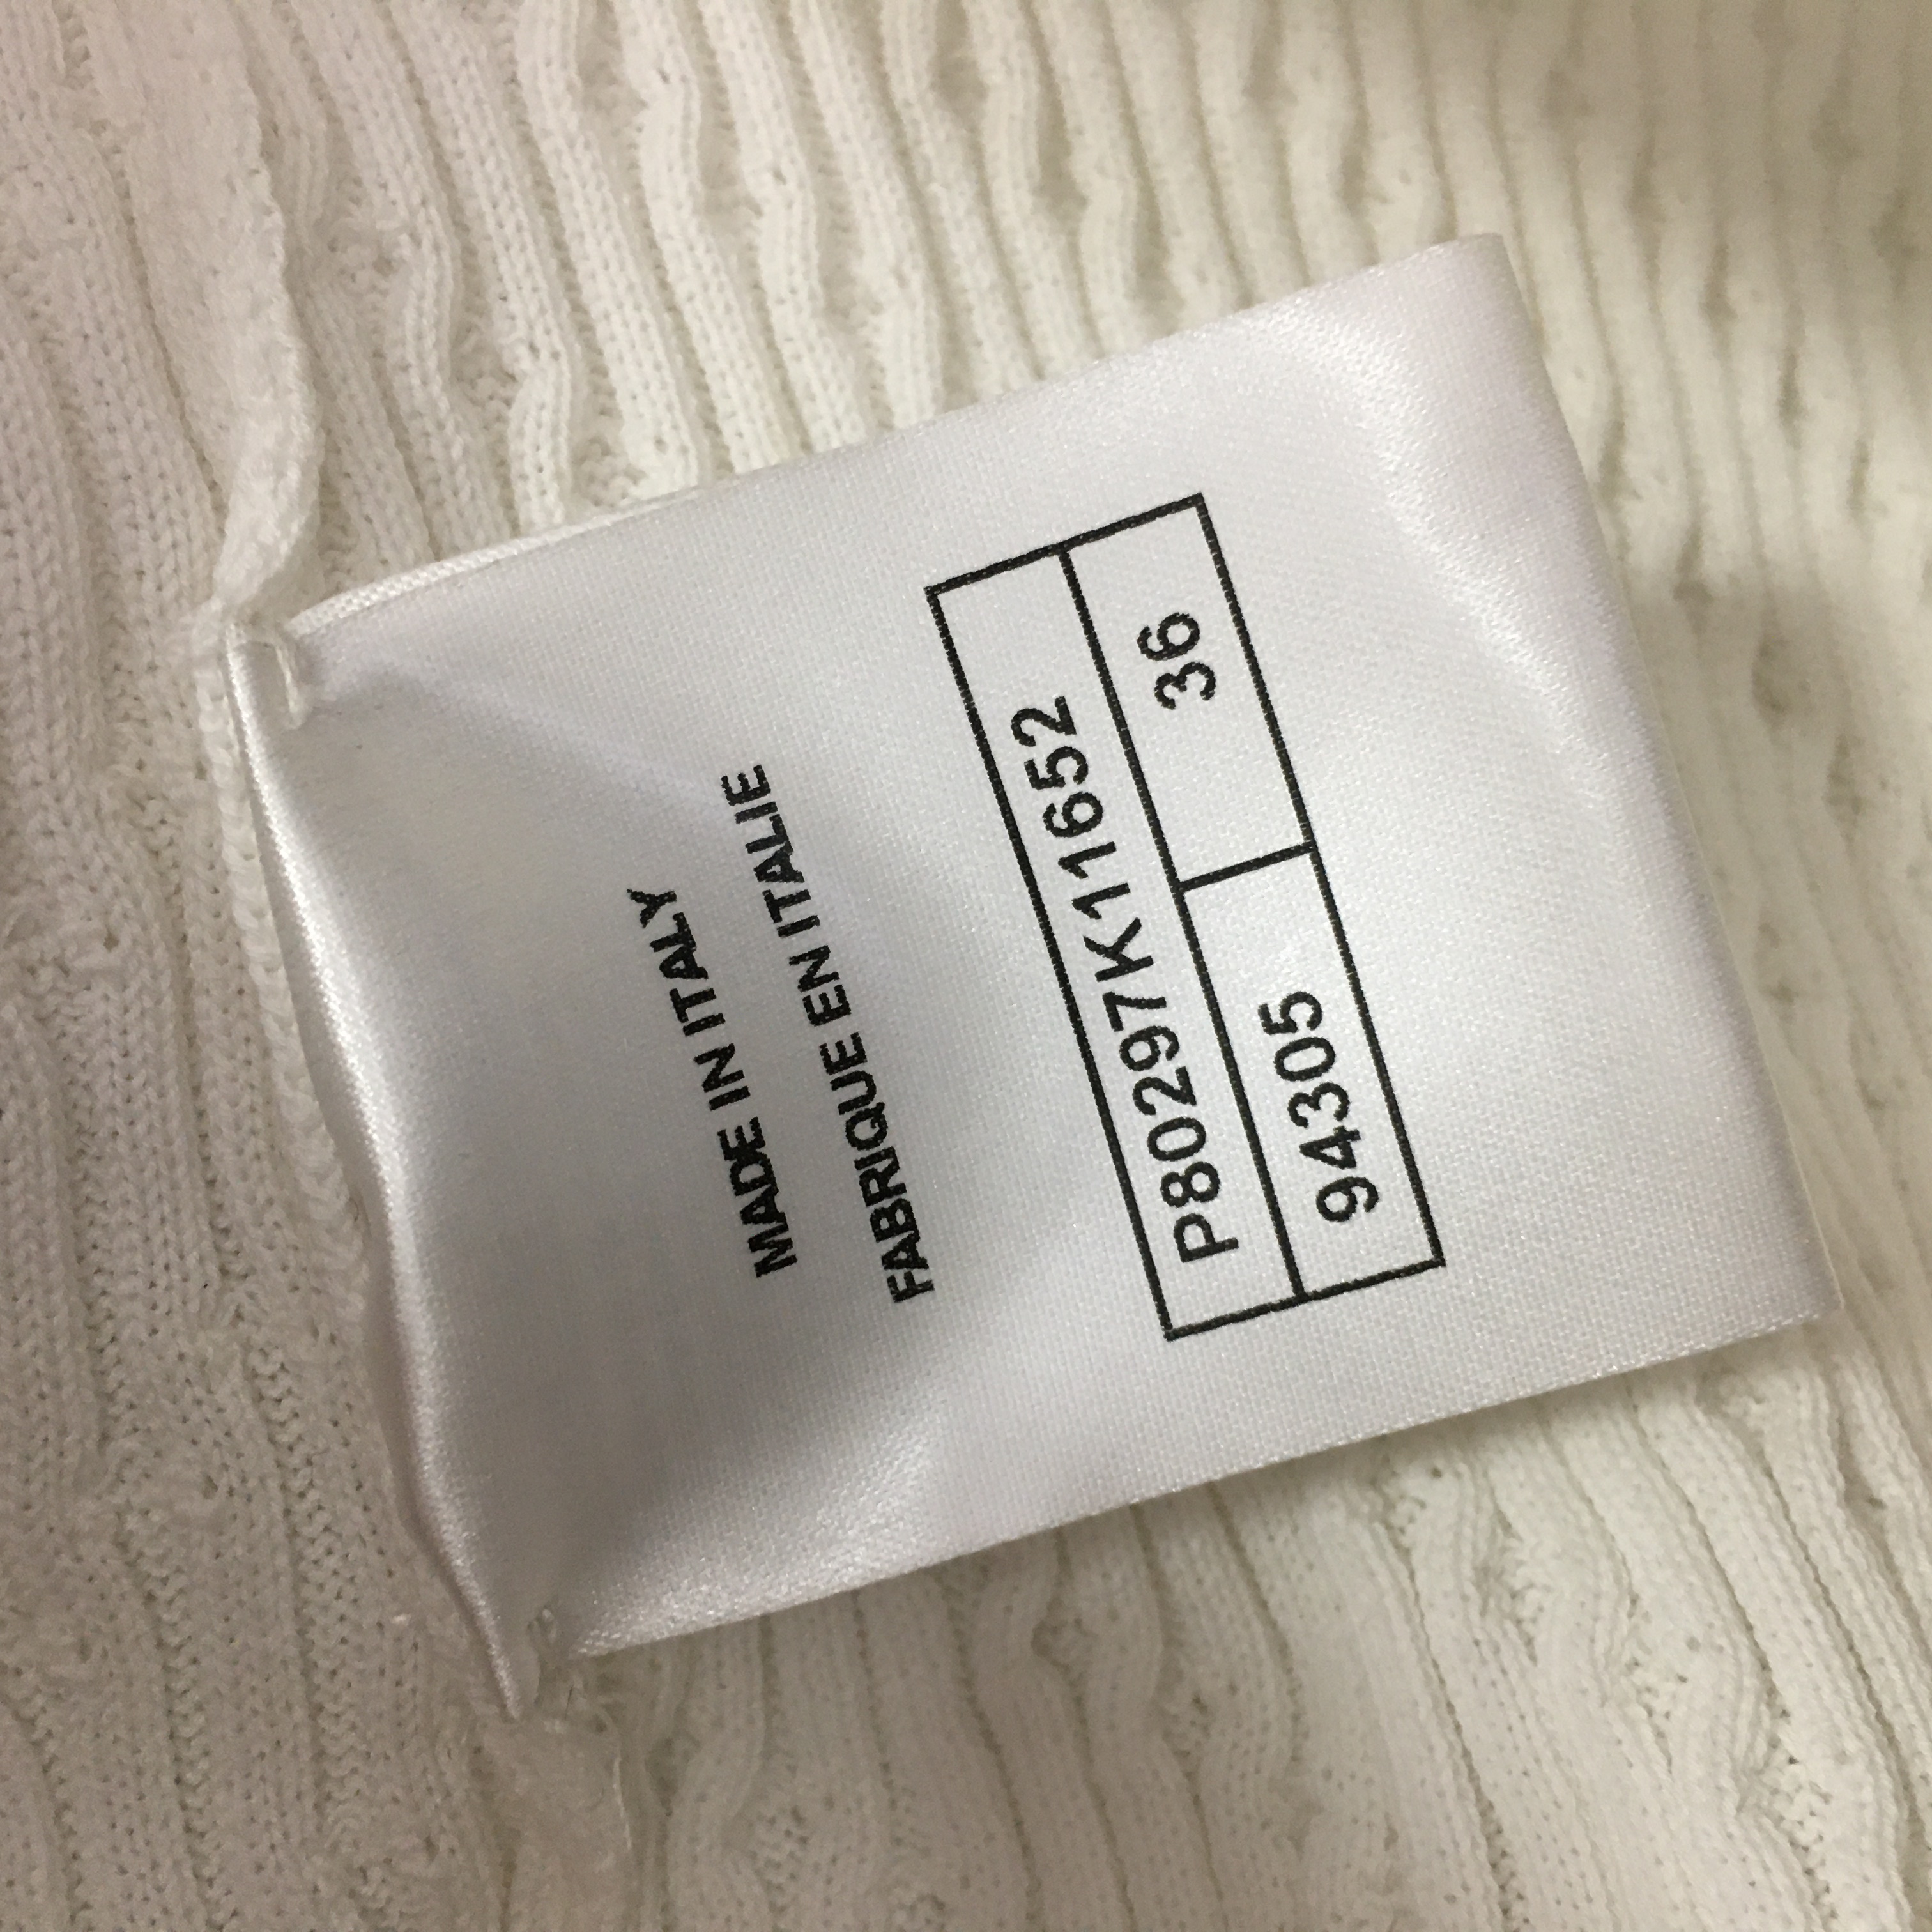 MADE IN ITALY
FABRIQUE EN ITALIE
P80297K11652
94305 36